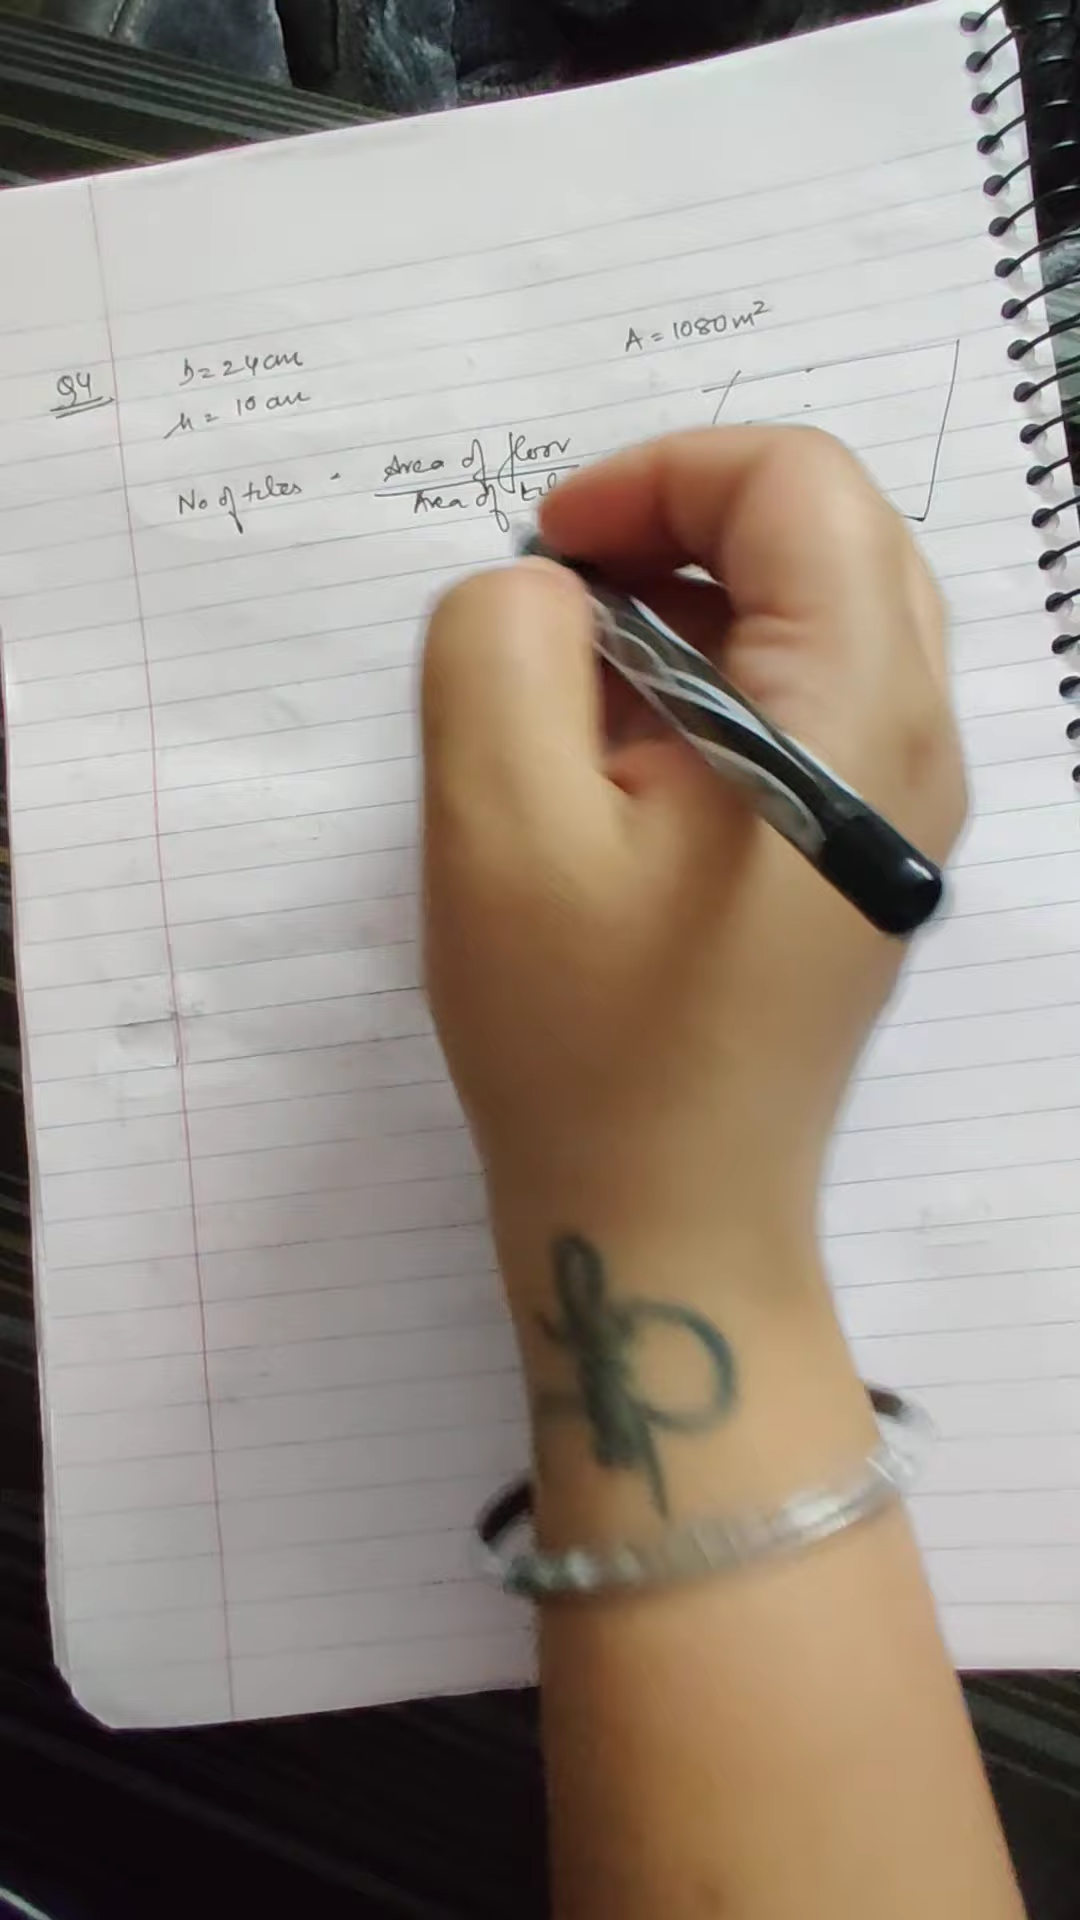 Q4
b = 24 cm
h = 10 cm
A = 1080 m²
No of tiles = Area of floor
Area of